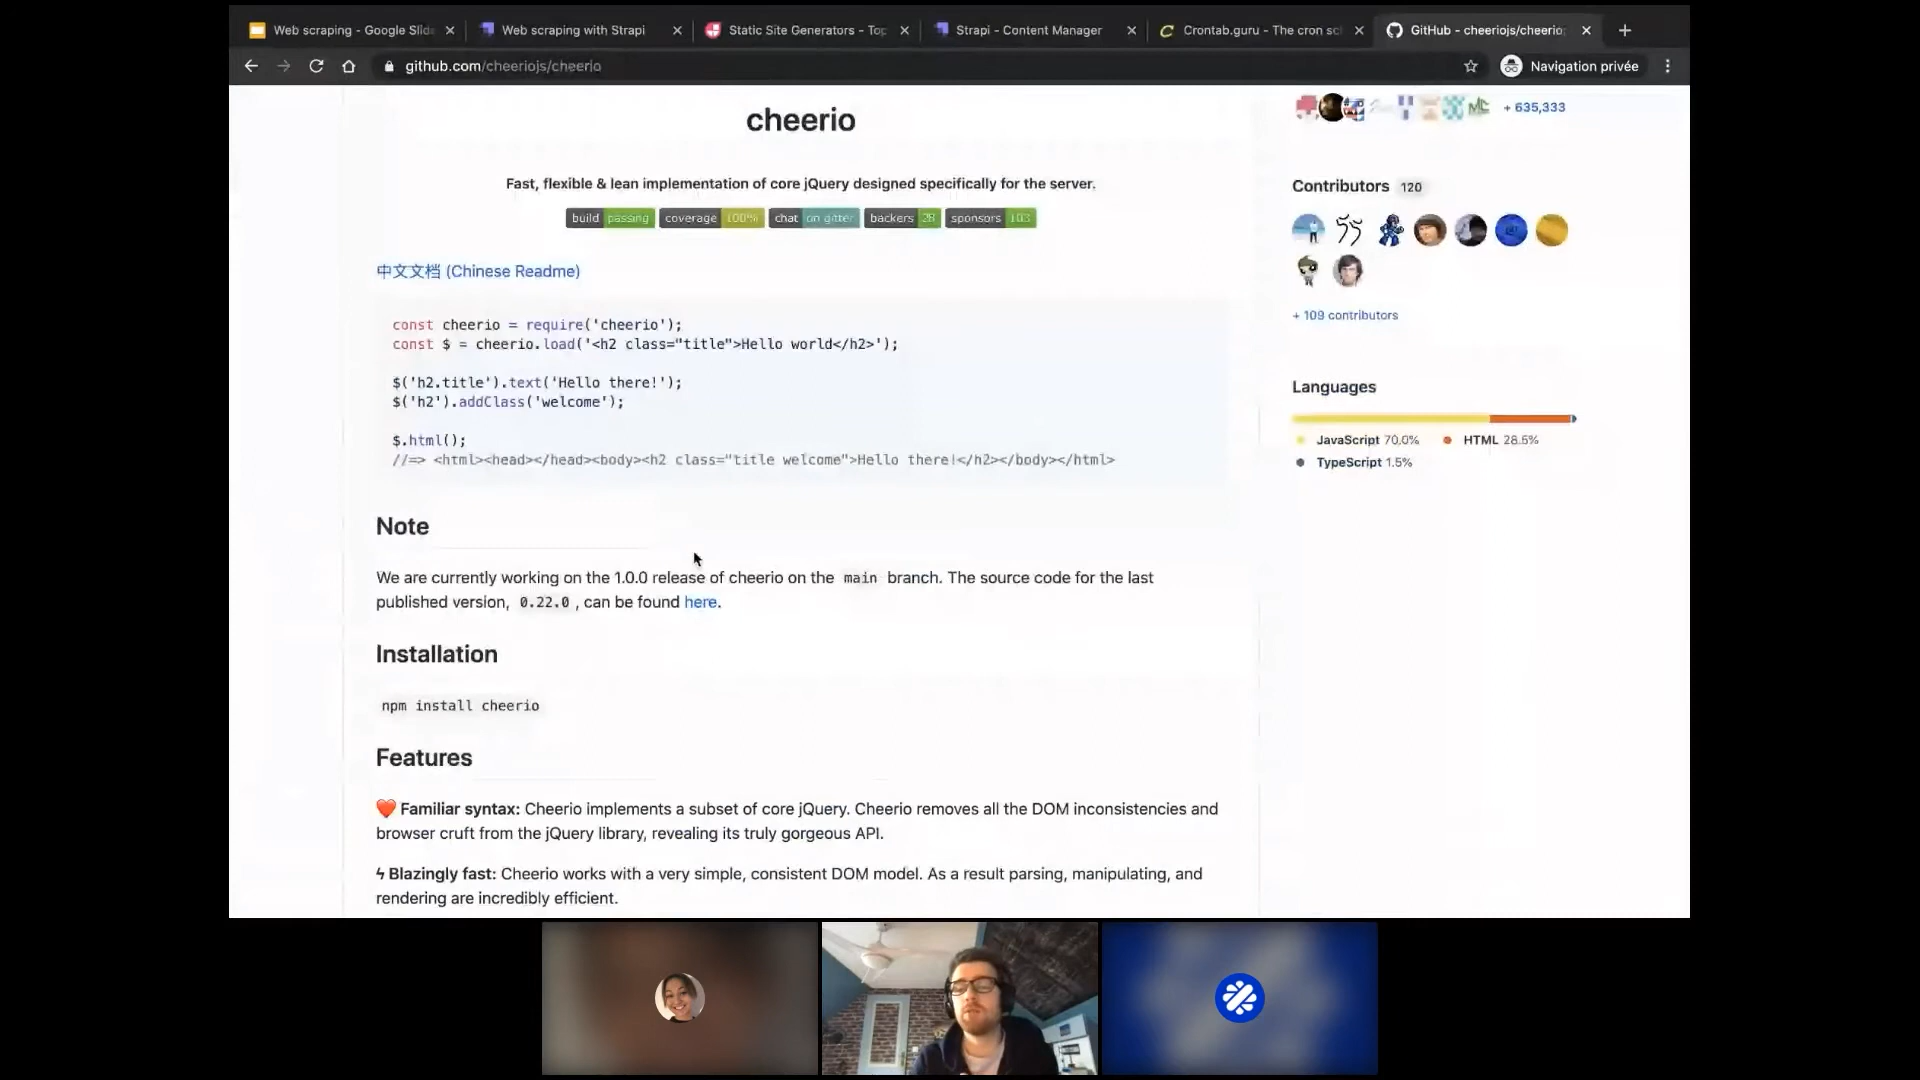 Web scraping - Google Slid
Web scraping with Strapi
Static Site Generators - Top
Strapi - Content Manager
Crontab.guru - The cron sc
GitHub - cheeriojs/cheerio:
github.com/cheeriojs/cheerio
Navigation privée
cheerio
Fast, flexible & lean implementation of core jQuery designed specifically for the server.
build passing coverage 100% chat on gitter backers 28 sponsors 103
中文文档 (Chinese Readme)
const cheerio = require('cheerio');
const $ = cheerio.load('<h2 class="title">Hello world</h2>');
$('h2.title').text('Hello there!');
$('h2').addClass('welcome');
$.html();
//=> <html><head></head><body><h2 class="title welcome">Hello there!</h2></body></html>
Note
We are currently working on the 1.0.0 release of cheerio on the main branch. The source code for the last
published version, 0.22.0 , can be found here.
Installation
npm install cheerio
Features
❤️ Familiar syntax: Cheerio implements a subset of core jQuery. Cheerio removes all the DOM inconsistencies and
browser cruft from the jQuery library, revealing its truly gorgeous API.
ϟ Blazingly fast: Cheerio works with a very simple, consistent DOM model. As a result parsing, manipulating, and
rendering are incredibly efficient.
+ 635,333
Contributors 120
+ 109 contributors
Languages
JavaScript 70.0% HTML 28.5%
TypeScript 1.5%